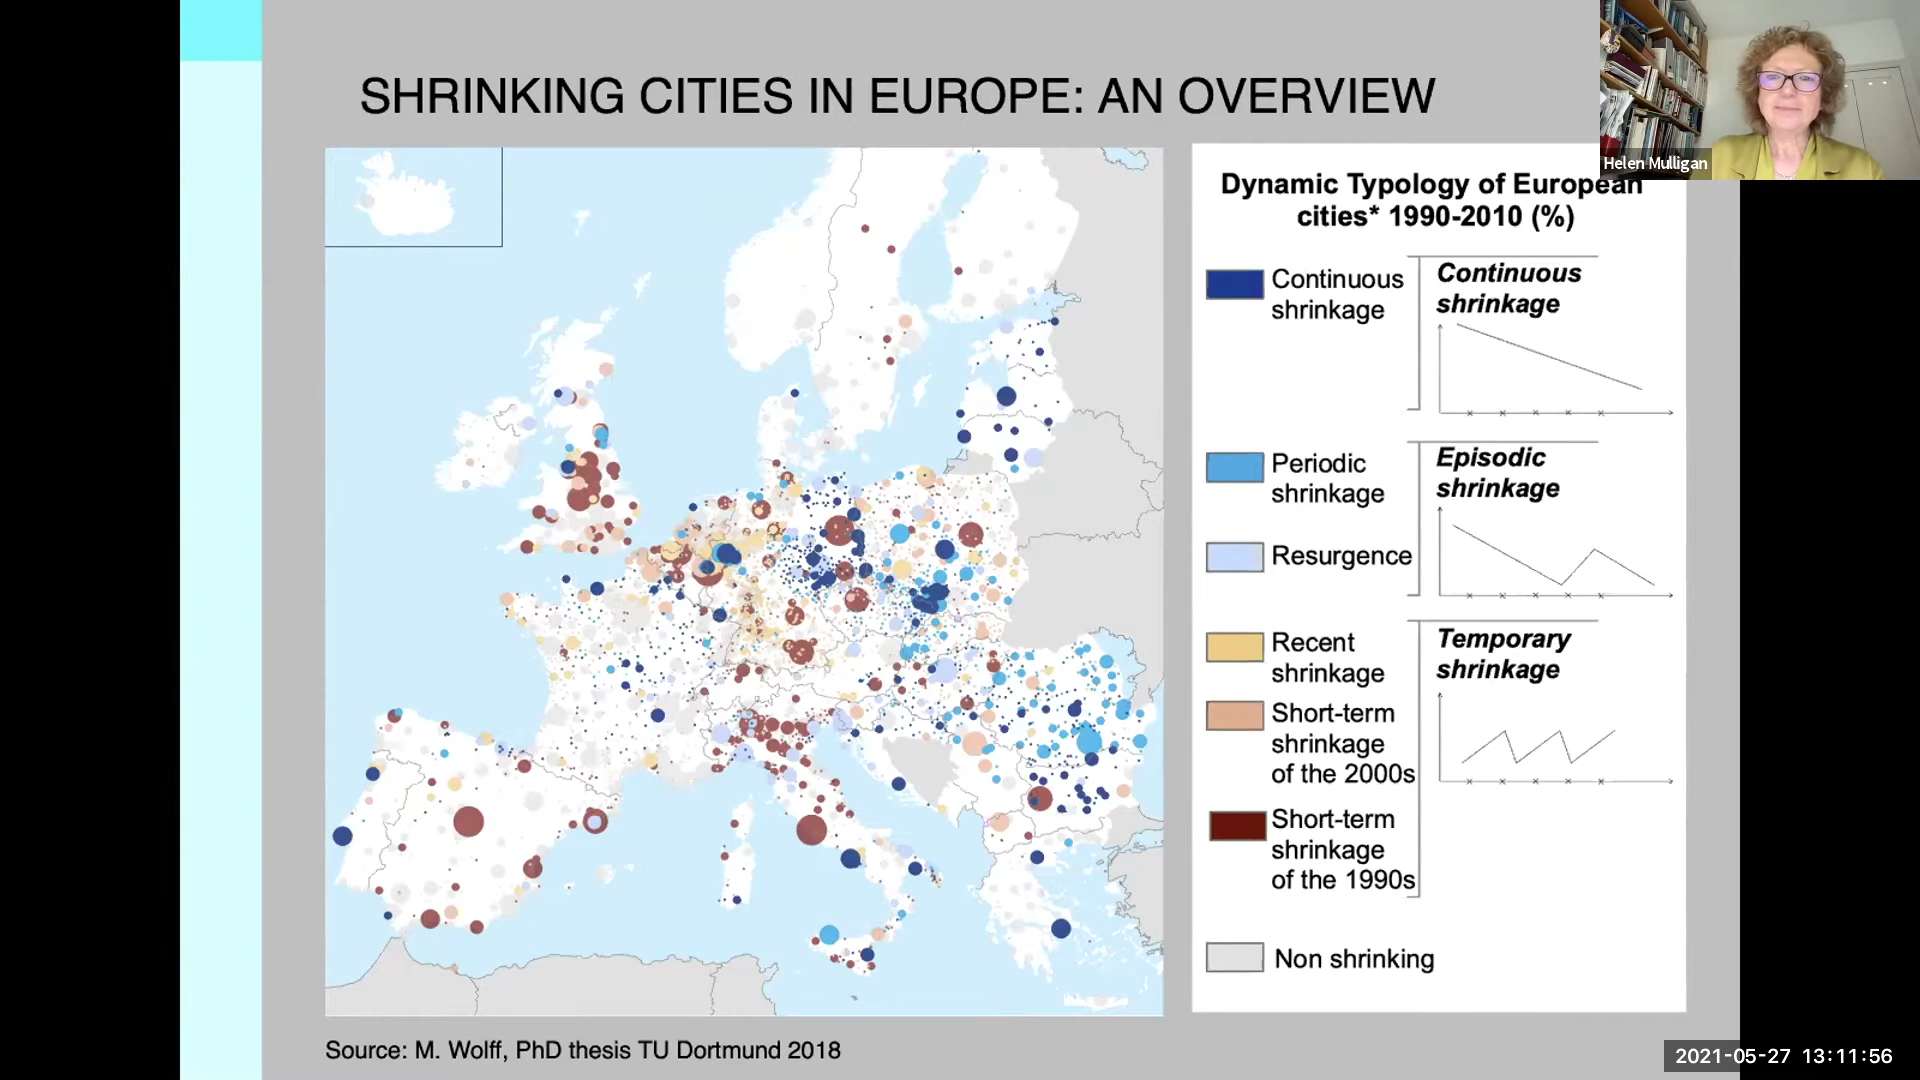 SHRINKING CITIES IN EUROPE: AN OVERVIEW
Helen Mulligan
Dynamic Typology of European
cities* 1990-2010 (%)
Continuous
shrinkage
Continuous
shrinkage
Periodic
shrinkage
Episodic
shrinkage
Resurgence
Recent
shrinkage
Temporary
shrinkage
Short-term
shrinkage
of the 2000s
Short-term
shrinkage
of the 1990s
Non shrinking
Source: M. Wolff, PhD thesis TU Dortmund 2018
2021-05-27 13:11:56